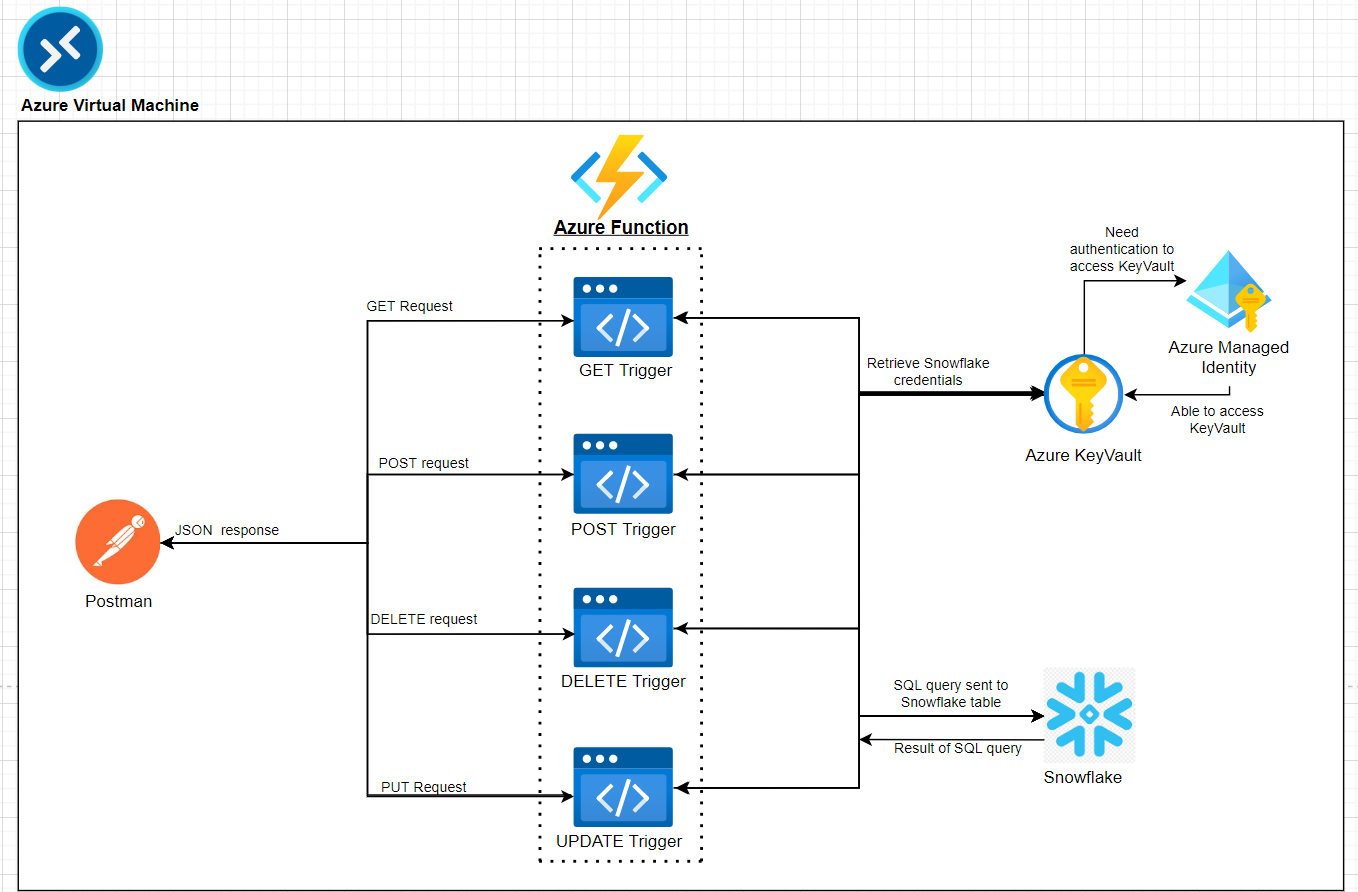 Azure Virtual Machine
Azure Function
GET Request
GET Trigger
Need
authentication to
access KeyVault
Azure Managed
Identity
Retrieve Snowflake
credentials
Able to access
KeyVault
Azure KeyVault
POST request
POST Trigger
JSON  response
Postman
DELETE request
DELETE Trigger
SQL query sent to
Snowflake table
Result of SQL query
Snowflake
PUT Request
UPDATE Trigger